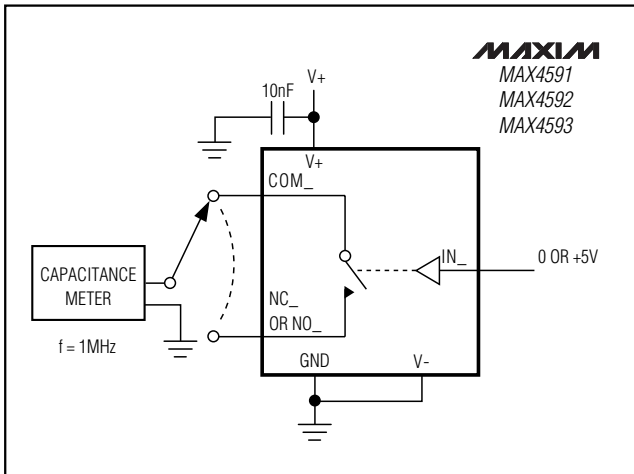 MAXIM
MAX4591
MAX4592
MAX4593
V+
10nF
V+
COM_
IN_
0 OR +5V
CAPACITANCE
METER
NC_
OR NO_
f = 1MHz
GND
V-